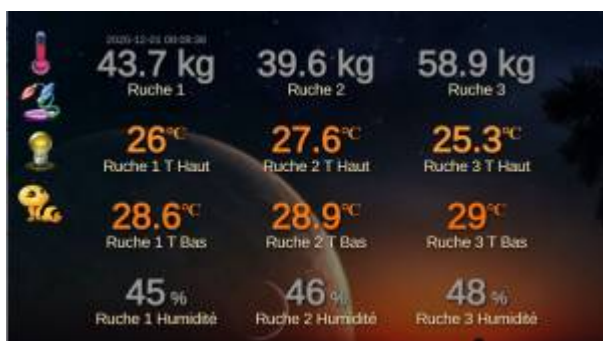 43.7 kg 39.6 kg 58.9 kg
Ruche 1 Ruche 2 Ruche 3
26°C 27.6°C 25.3°C
Ruche 1 T Haut Ruche 2 T Haut Ruche 3 T Haut
28.6°C 28.9°C 29°C
Ruche 1 T Bas Ruche 2 T Bas Ruche 3 T Bas
45 % 46 % 48 %
Ruche 1 Humidité Ruche 2 Humidité Ruche 3 Humidité